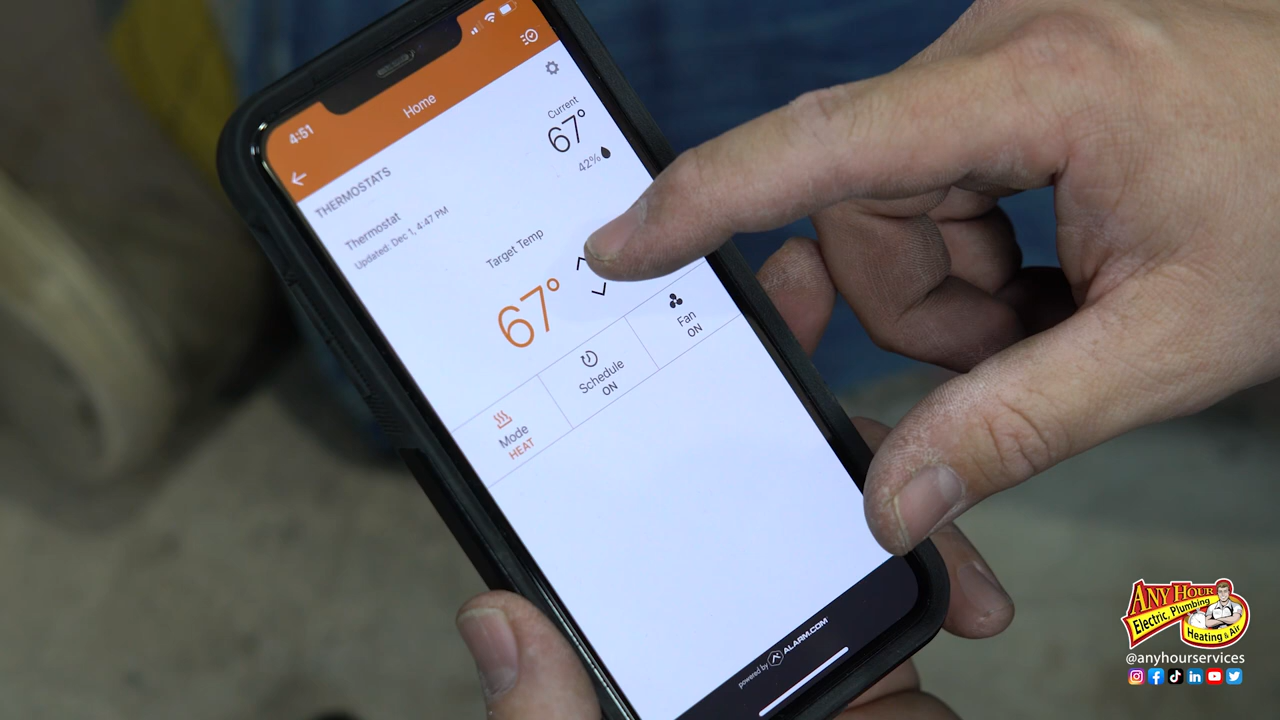 4:51
Home
THERMOSTATS
Current
67°
42%
Thermostat
Updated: Dec 1, 4:47 PM
Target Temp
67°
Mode
HEAT
Schedule
ON
Fan
ON
powered by ALARM.COM
ANY HOUR
Electric, Plumbing
Heating & Air
@anyhourservices